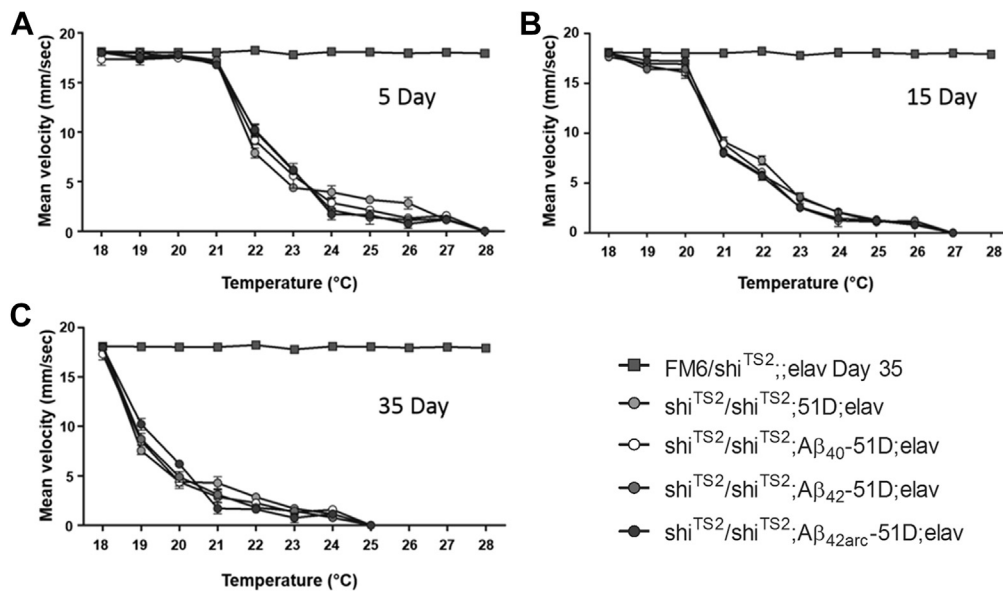 A
Mean velocity (mm/sec)
20
15
10
5
0
5 Day
18 19 20 21 22 23 24 25 26 27 28
Temperature (°C)
B
Mean velocity (mm/sec)
20
15
10
5
0
15 Day
18 19 20 21 22 23 24 25 26 27 28
Temperature (°C)
C
Mean velocity (mm/sec)
20
15
10
5
0
35 Day
18 19 20 21 22 23 24 25 26 27 28
Temperature (°C)
FM6/shiᵀˢ²;;elav Day 35
shiᵀˢ²/shiᵀˢ²;51D;elav
shiᵀˢ²/shiᵀˢ²;Aβ₄₀-51D;elav
shiᵀˢ²/shiᵀˢ²;Aβ₄₂-51D;elav
shiᵀˢ²/shiᵀˢ²;Aβ₄₂arc-51D;elav